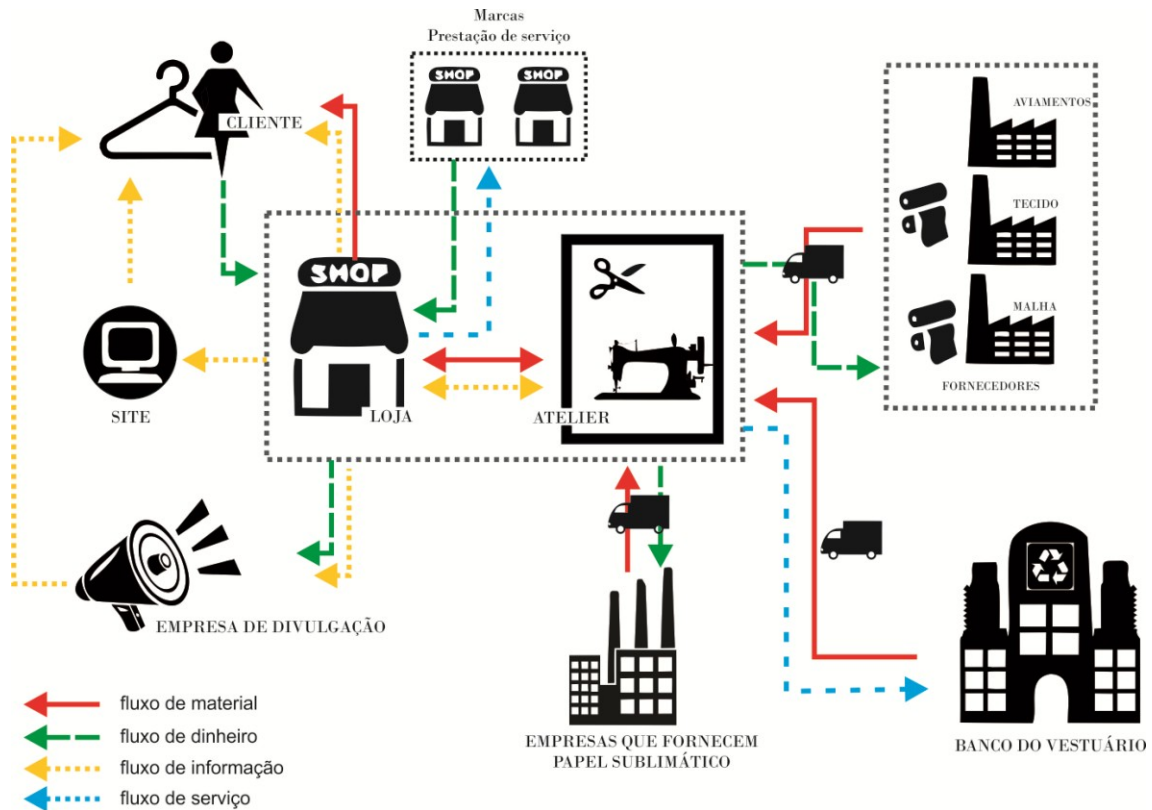 Marcas
Prestação de serviço
SHOP
SHOP
CLIENTE
AVIAMENTOS
TECIDO
MALHA
FORNECEDORES
SHOP
LOJA
ATELIER
SITE
EMPRESA DE DIVULGAÇÃO
EMPRESAS QUE FORNECEM
PAPEL SUBLIMÁTICO
BANCO DO VESTUÁRIO
fluxo de material
fluxo de dinheiro
fluxo de informação
fluxo de serviço